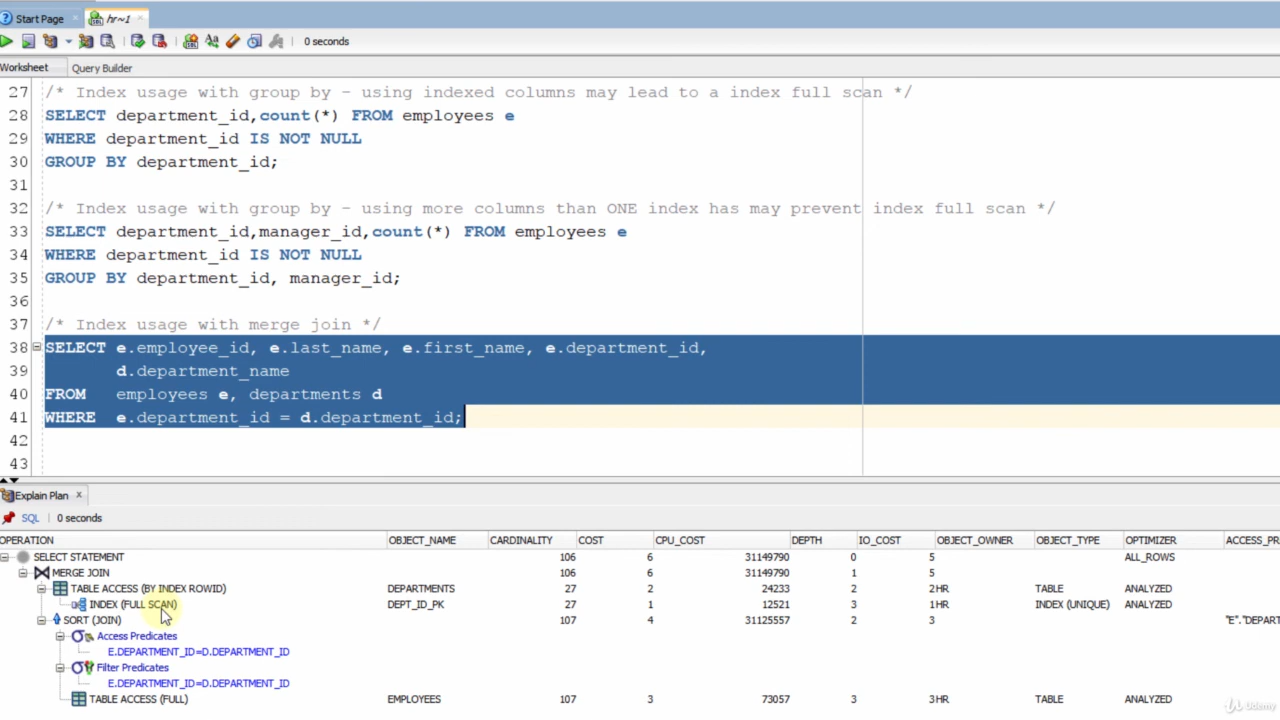 Start Page × hr~1 ×
0 seconds
Worksheet Query Builder
27 /* Index usage with group by - using indexed columns may lead to a index full scan */
28 SELECT department_id,count(*) FROM employees e
29 WHERE department_id IS NOT NULL
30 GROUP BY department_id;
31
32 /* Index usage with group by - using more columns than ONE index has may prevent index full scan */
33 SELECT department_id,manager_id,count(*) FROM employees e
34 WHERE department_id IS NOT NULL
35 GROUP BY department_id, manager_id;
36
37 /* Index usage with merge join */
38 SELECT e.employee_id, e.last_name, e.first_name, e.department_id,
39 d.department_name
40 FROM employees e, departments d
41 WHERE e.department_id = d.department_id;
42
43
Explain Plan ×
SQL | 0 seconds
OPERATION OBJECT_NAME CARDINALITY COST CPU_COST DEPTH IO_COST OBJECT_OWNER OBJECT_TYPE OPTIMIZER ACCESS_PR
SELECT STATEMENT 106 6 31149790 0 5 ALL_ROWS
MERGE JOIN 106 6 31149790 1 5
TABLE ACCESS (BY INDEX ROWID) DEPARTMENTS 27 2 24233 2 2 HR TABLE ANALYZED
INDEX (FULL SCAN) DEPT_ID_PK 27 1 12521 3 1 HR INDEX (UNIQUE) ANALYZED
SORT (JOIN) 107 4 31125557 2 3 "E"."DEPART
Access Predicates
E.DEPARTMENT_ID=D.DEPARTMENT_ID
Filter Predicates
E.DEPARTMENT_ID=D.DEPARTMENT_ID
TABLE ACCESS (FULL) EMPLOYEES 107 3 73057 3 3 HR TABLE ANALYZED
Udemy